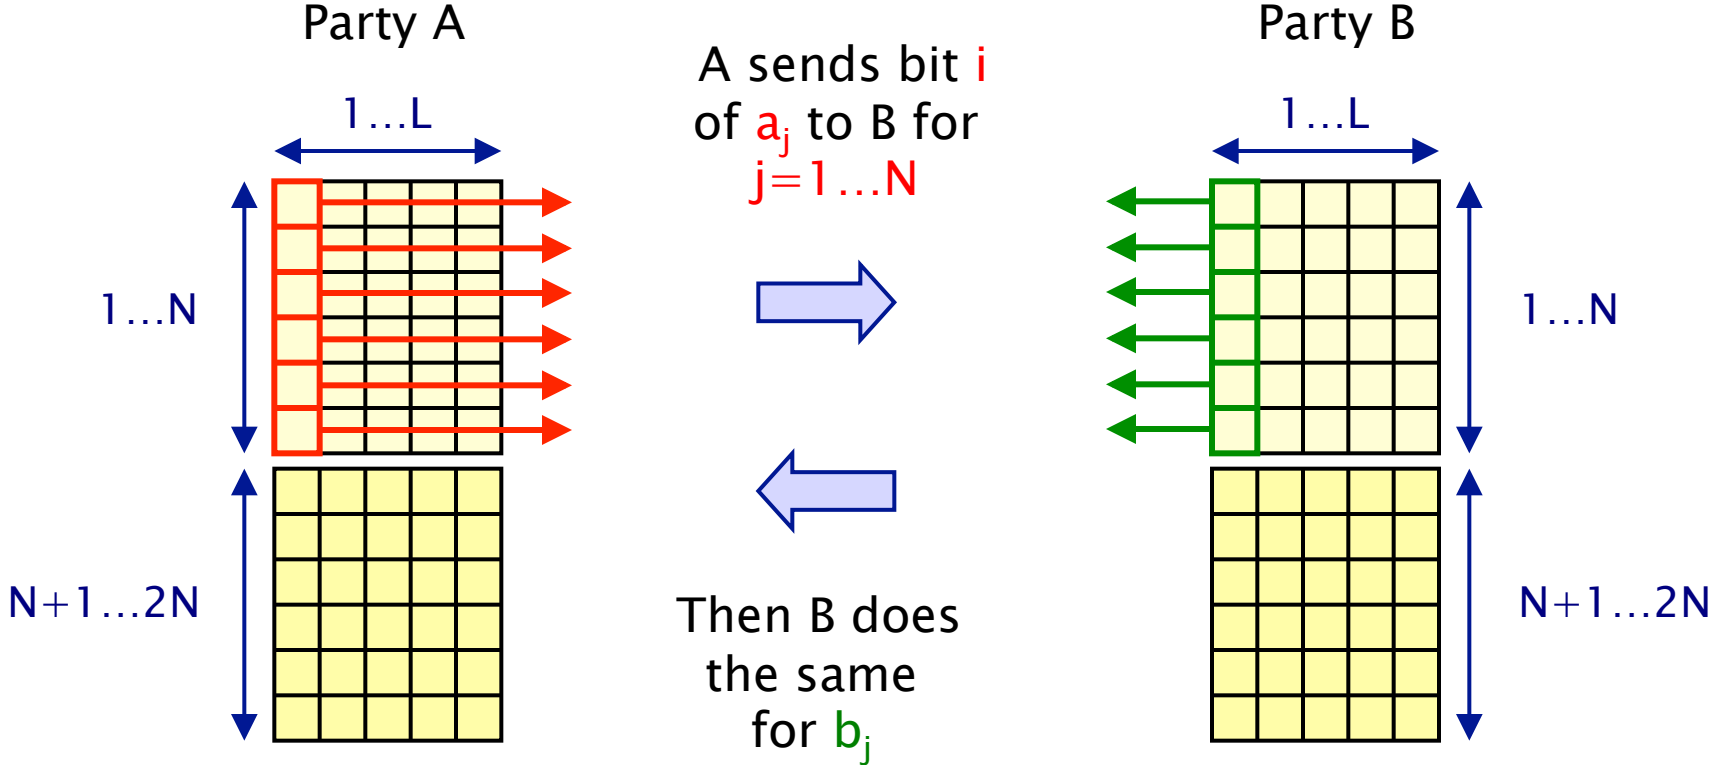 Party A
Party B
A sends bit i
of aj to B for
j=1...N
1...L
1...L
1...N
1...N
N+1...2N
N+1...2N
Then B does
the same
for bj